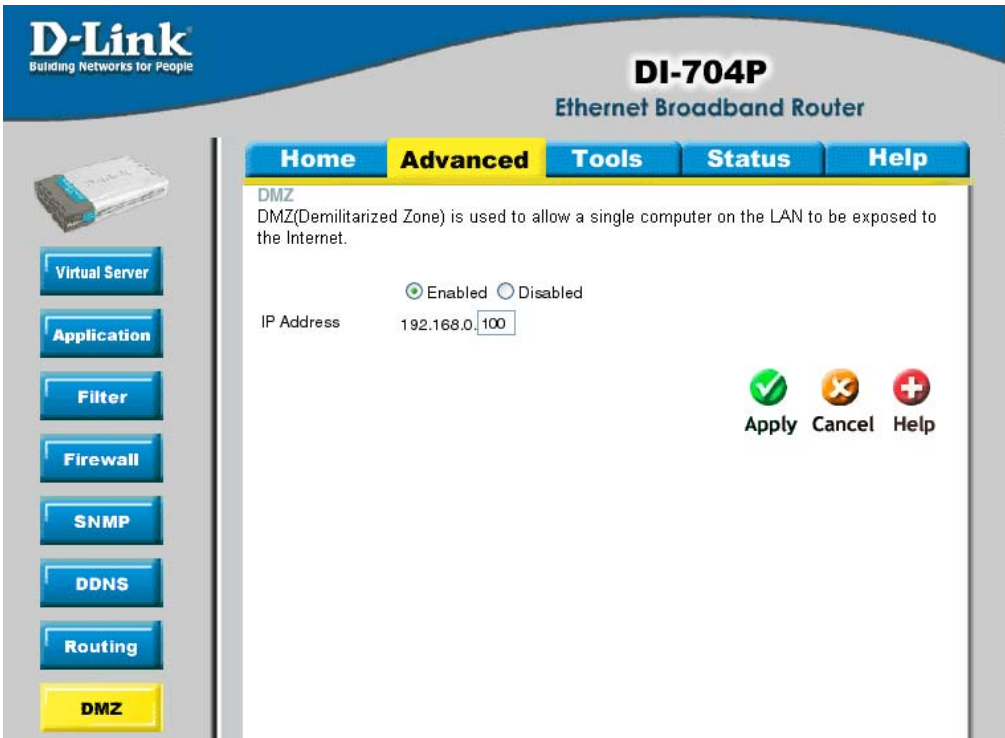 D-Link
Building Networks for People
DI-704P
Ethernet Broadband Router
Home
Advanced
Tools
Status
Help
Virtual Server
Application
Filter
Firewall
SNMP
DDNS
Routing
DMZ
DMZ
DMZ(Demilitarized Zone) is used to allow a single computer on the LAN to be exposed to
the Internet.
Enabled Disabled
IP Address 192.168.0. 100
Apply Cancel Help